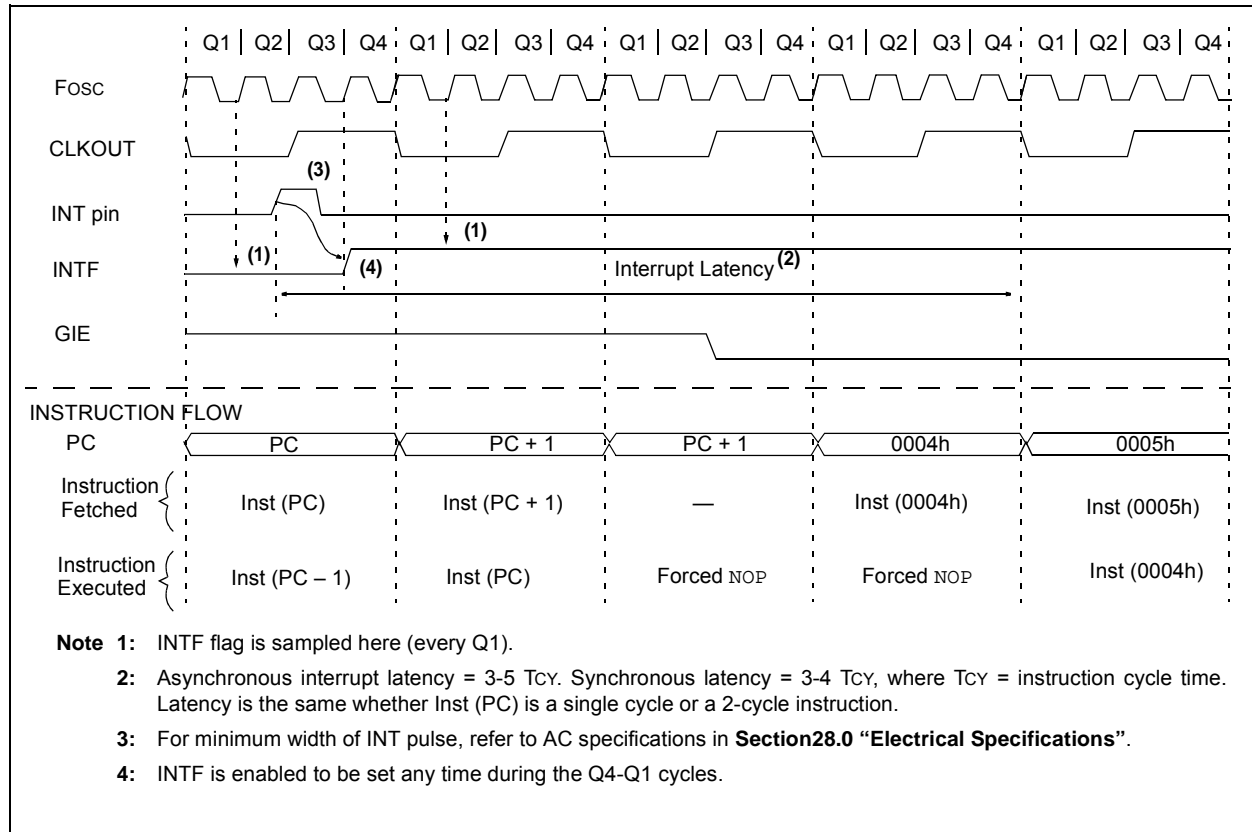 Q1 | Q2 | Q3 | Q4 Q1 | Q2 | Q3 | Q4 Q1 | Q2 | Q3 | Q4 Q1 | Q2 | Q3 | Q4 Q1 | Q2 | Q3 | Q4
FOSC
CLKOUT
(3)
INT pin
(1)
(1)
INTF
(4)
Interrupt Latency(2)
GIE
INSTRUCTION FLOW
PC PC PC + 1 PC + 1 0004h 0005h
Instruction
Fetched
Inst (PC) Inst (PC + 1) — Inst (0004h) Inst (0005h)
Instruction
Executed
Inst (PC – 1) Inst (PC) Forced NOP Forced NOP Inst (0004h)
Note 1: INTF flag is sampled here (every Q1).
2: Asynchronous interrupt latency = 3-5 TCY. Synchronous latency = 3-4 TCY, where TCY = instruction cycle time.
Latency is the same whether Inst (PC) is a single cycle or a 2-cycle instruction.
3: For minimum width of INT pulse, refer to AC specifications in Section28.0 “Electrical Specifications”.
4: INTF is enabled to be set any time during the Q4-Q1 cycles.